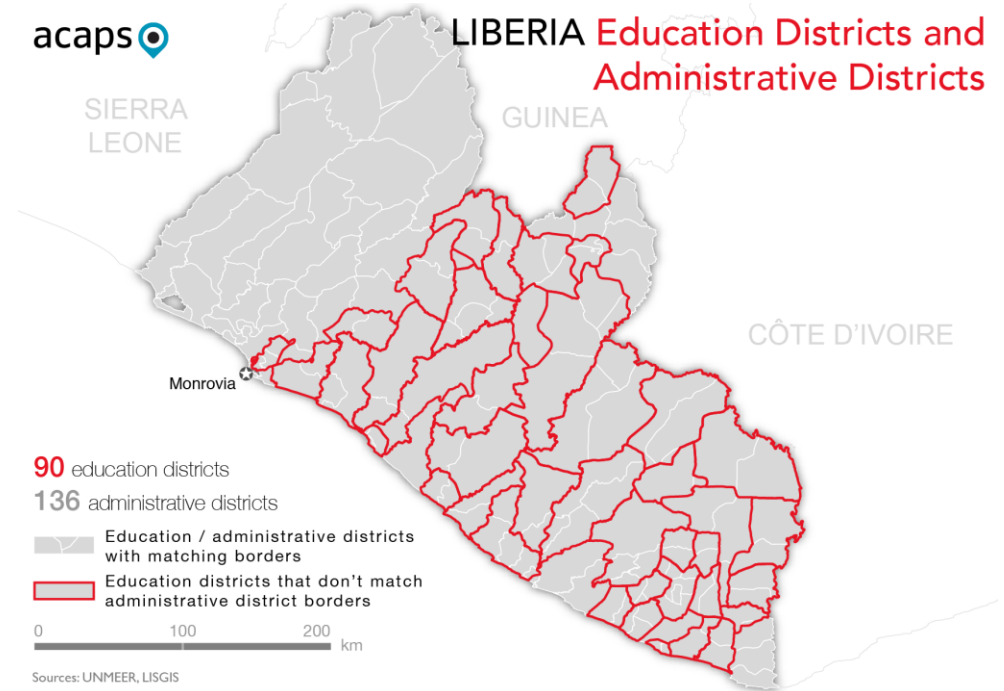 acaps
LIBERIA Education Districts and
Administrative Districts
SIERRA
LEONE
GUINEA
CÔTE D'IVOIRE
Monrovia
90 education districts
136 administrative districts
Education / administrative districts
with matching borders
Education districts that don't match
administrative district borders
0 100 200
km
Sources: UNMEER, LISGIS